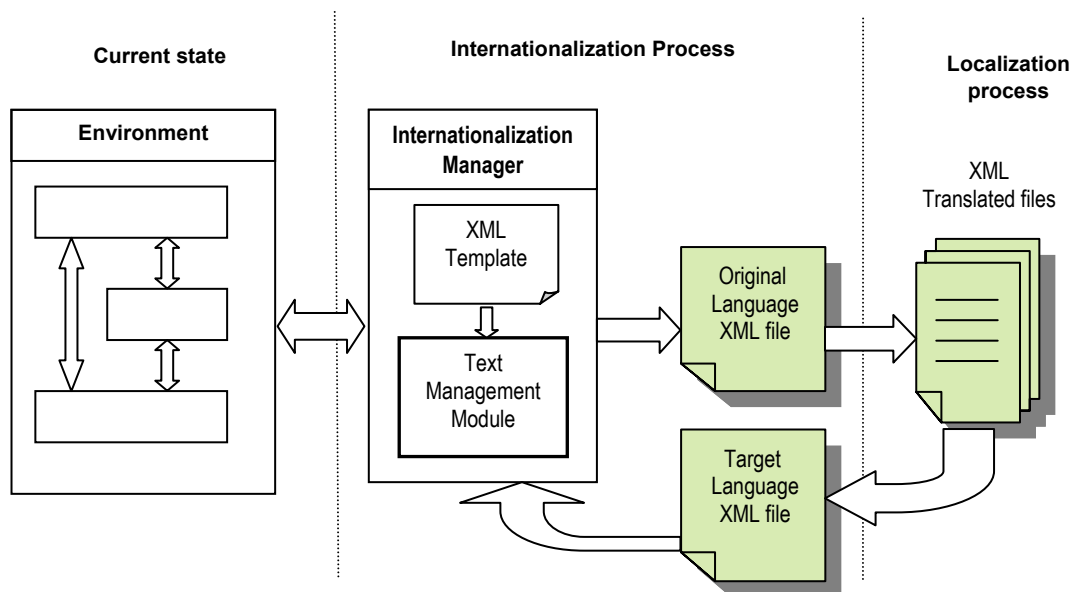 Current state
Internationalization Process
Localization
process
Environment
Internationalization
Manager
XML
Template
Text
Management
Module
Original
Language
XML file
XML
Translated files
Target
Language
XML file